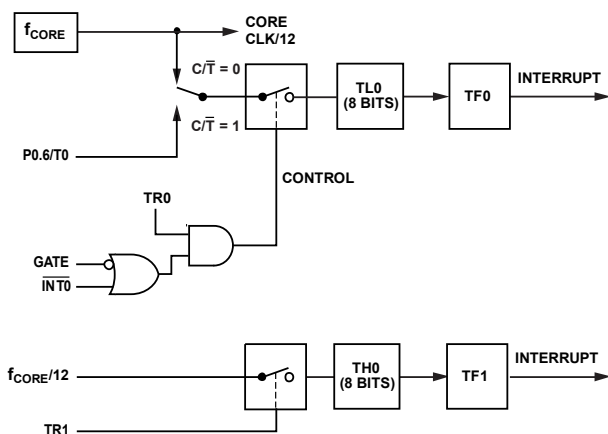 fCORE
CORE
CLK/12
C/T̅ = 0
C/T̅ = 1
P0.6/T0
TL0
(8 BITS)
TF0
INTERRUPT
CONTROL
TR0
GATE
I̅N̅T̅0̅
fCORE/12
TH0
(8 BITS)
TF1
INTERRUPT
TR1